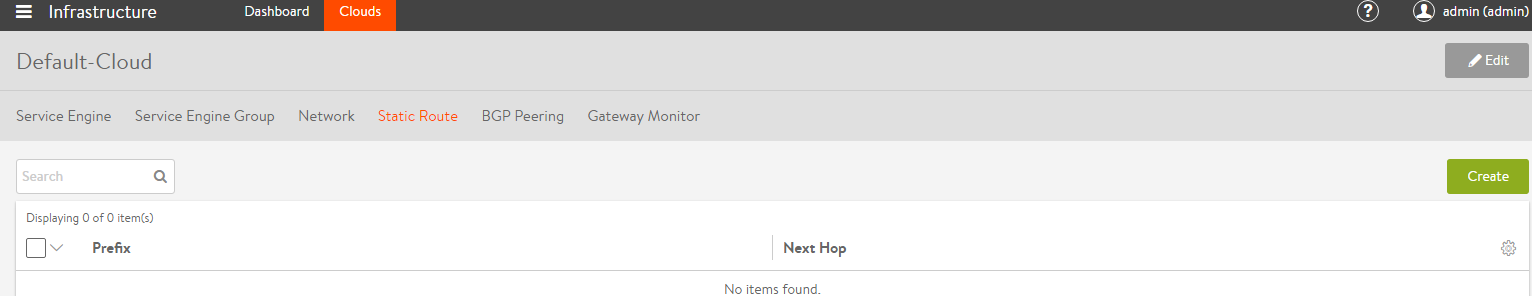 Infrastructure Dashboard Clouds ? admin (admin)
Default-Cloud Edit
Service Engine Service Engine Group Network Static Route BGP Peering Gateway Monitor
Search Create
Displaying 0 of 0 item(s)
Prefix Next Hop
No items found.